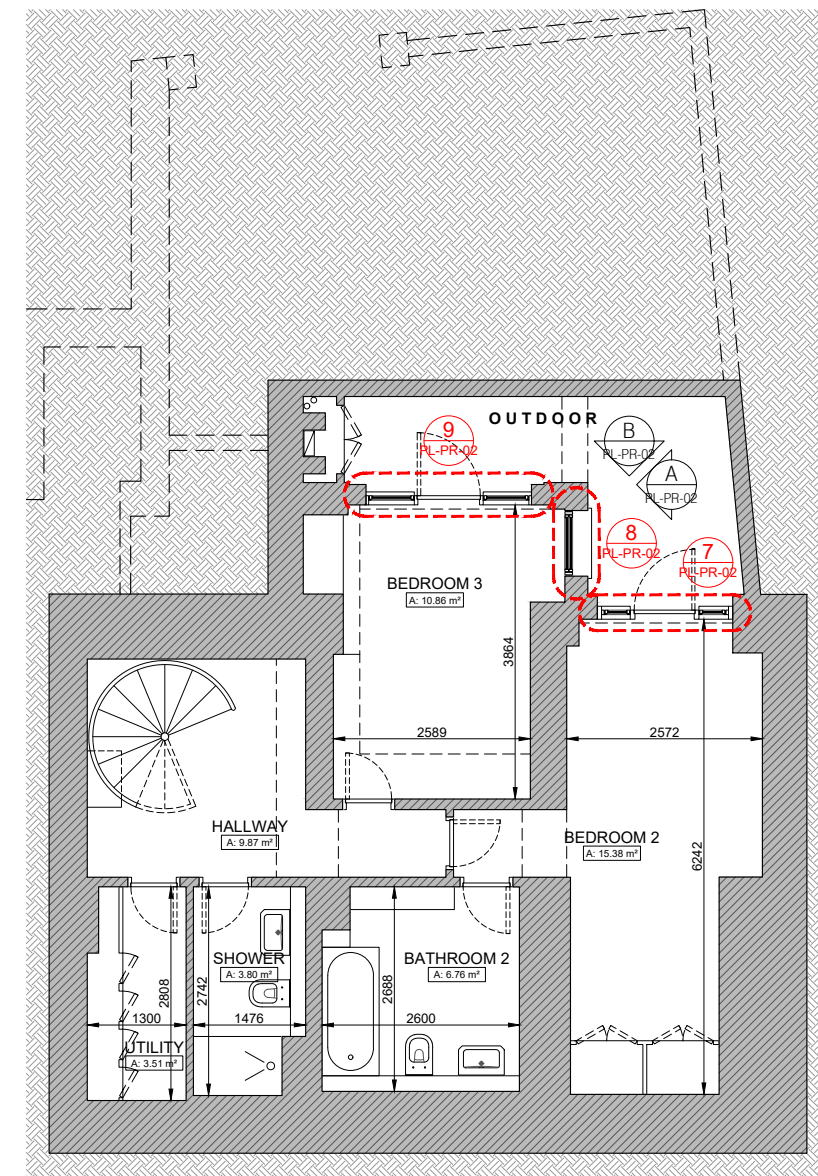 OUTDOOR
9
PL-PR-02
B
PL-PR-02
A
PL-PR-02
8
PL-PR-02
7
PL-PR-02
BEDROOM 3
A: 10.86 m²
3864
2589
2572
HALLWAY
A: 9.87 m²
BEDROOM 2
A: 15.38 m²
6242
SHOWER
A: 3.80 m²
BATHROOM 2
A: 6.76 m²
2808
2742
2688
1300
1476
2600
UTILITY
A: 3.51 m²